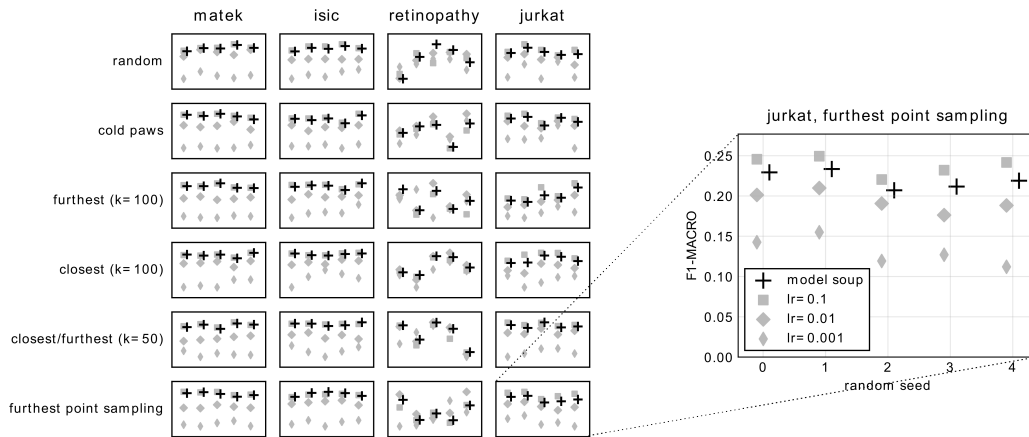 matek isic retinopathy jurkat
random
cold paws
furthest (k= 100)
closest (k= 100)
closest/furthest (k= 50)
furthest point sampling
jurkat, furthest point sampling
F1-MACRO
0.25
0.20
0.15
0.10
0.05
0.00
model soup
lr= 0.1
lr= 0.01
lr= 0.001
0 1 2 3 4
random seed